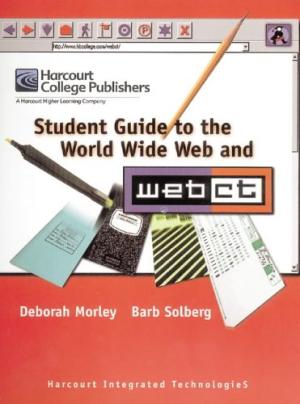 http://www.hbcollege.com/webct/
Harcourt
College Publishers
A Harcourt Higher Learning Company
Student Guide to the
World Wide Web and
webct
Deborah Morley Barb Solberg
Harcourt Integrated TechnologieS